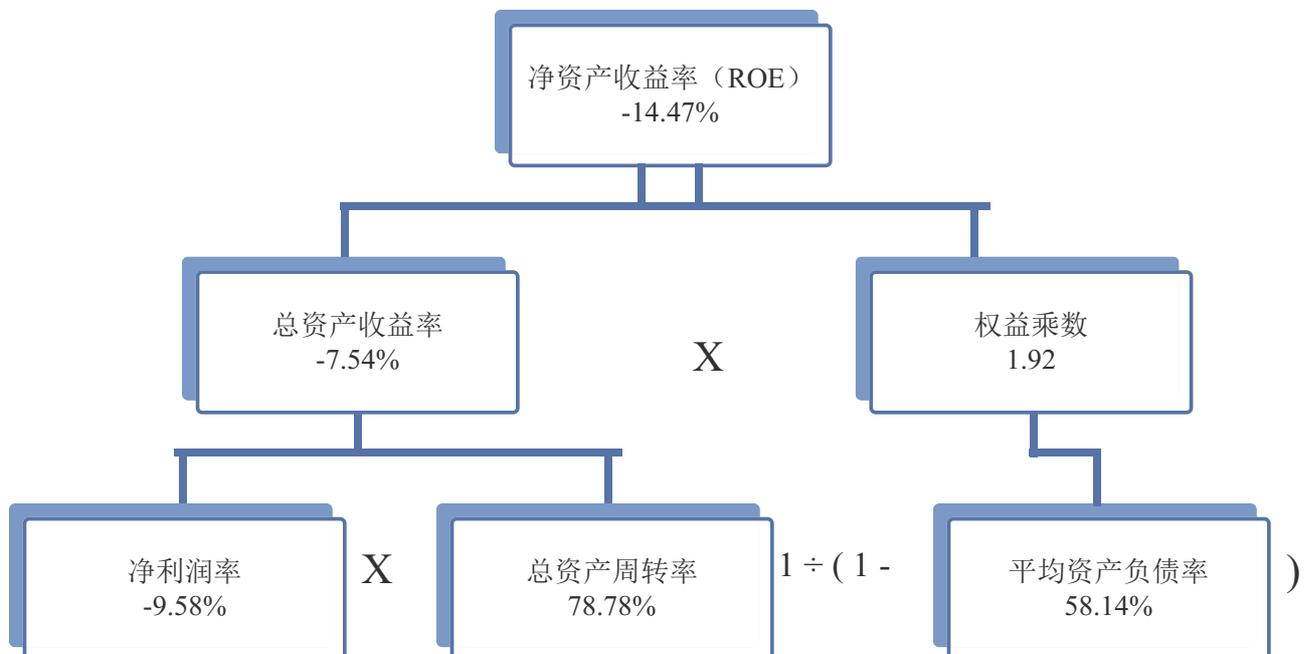 净资产收益率（ROE）
-14.47%
总资产收益率
-7.54%
X
权益乘数
1.92
净利润率
-9.58%
X
总资产周转率
78.78%
1 ÷ ( 1 -
平均资产负债率
58.14%
)